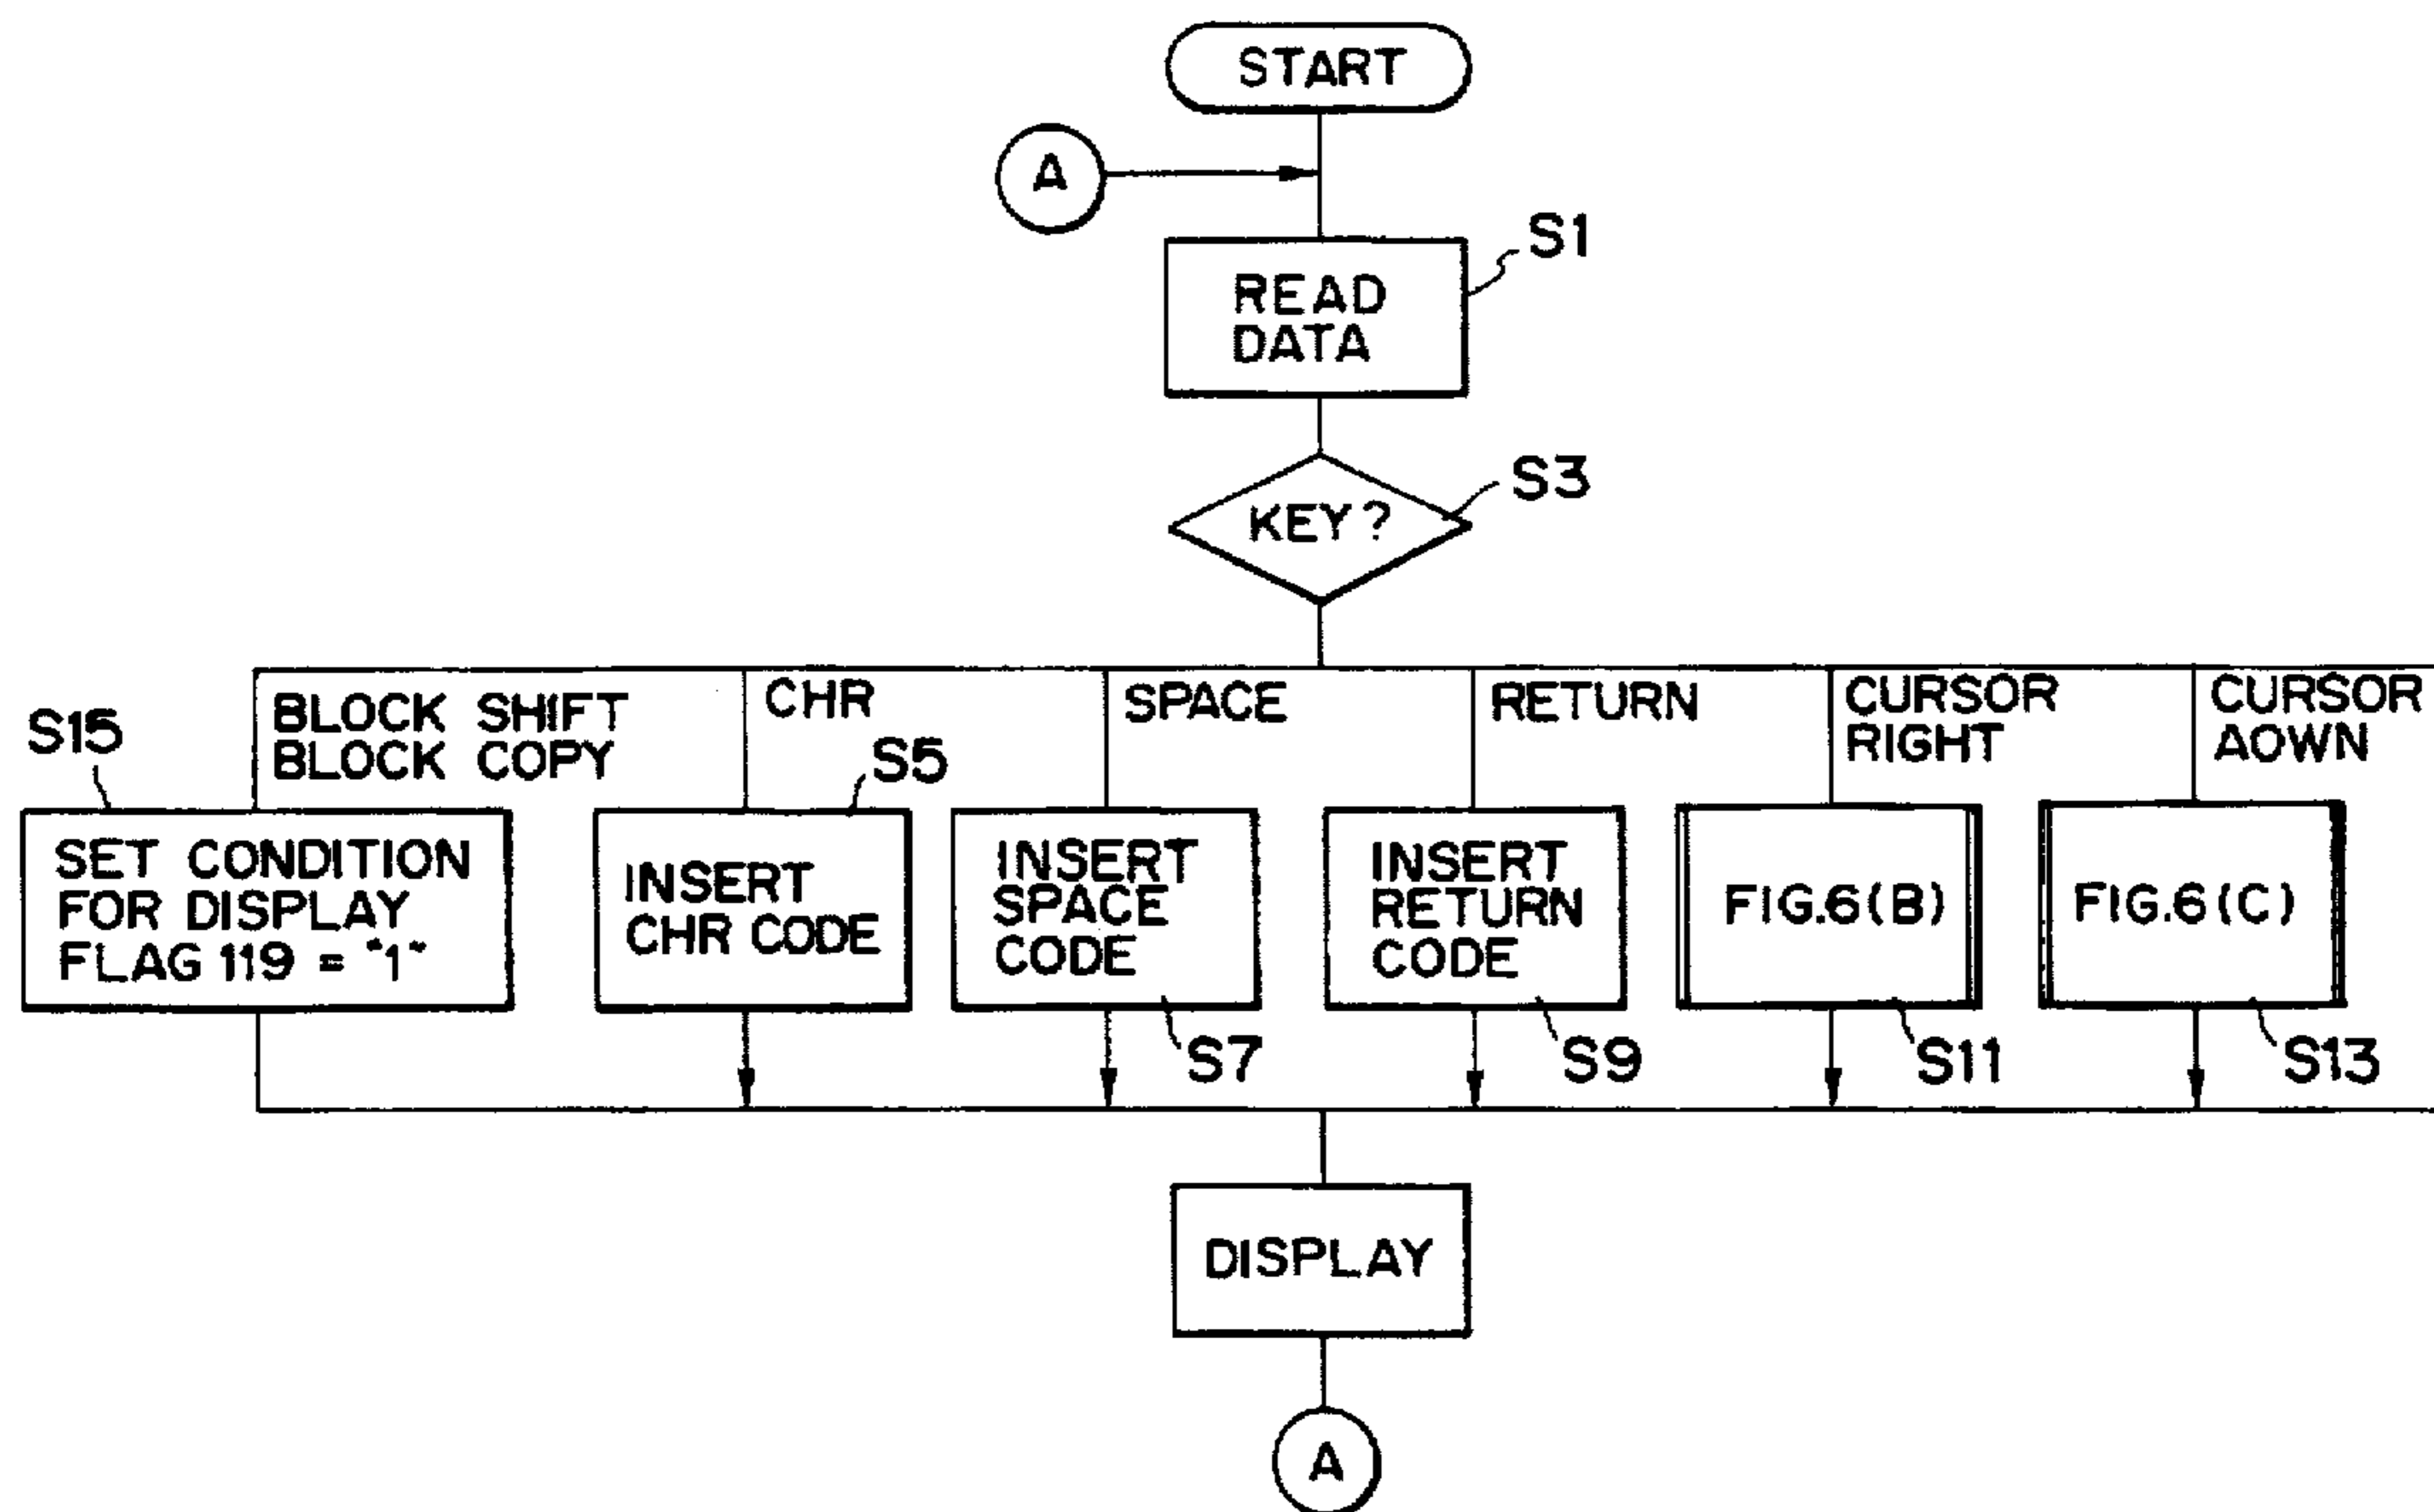 START
A
S1
READ
DATA
S3
KEY?
BLOCK SHIFT
BLOCK COPY
CHR
SPACE
RETURN
CURSOR
RIGHT
CURSOR
AOWN
S15
S5
SET CONDITION
FOR DISPLAY
FLAG 119 = "1"
INSERT
CHR CODE
INSERT
SPACE
CODE
INSERT
RETURN
CODE
FIG.6(B)
FIG.6(C)
S7
S9
S11
S13
DISPLAY
A